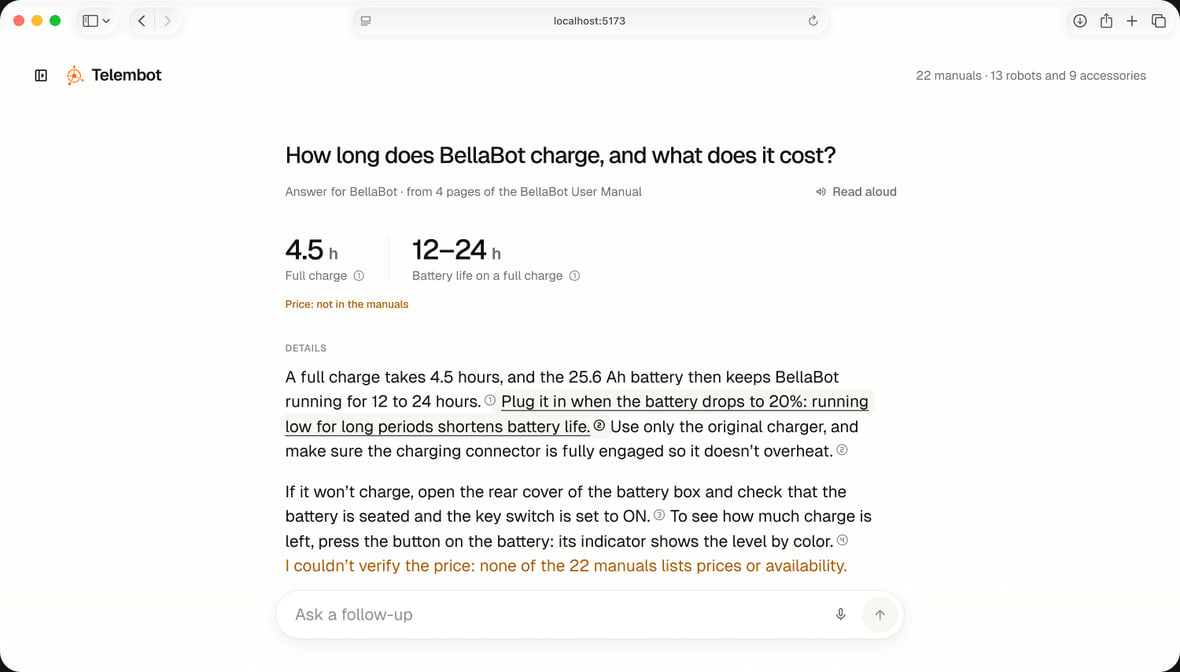 localhost:5173
Telembot
22 manuals · 13 robots and 9 accessories
How long does BellaBot charge, and what does it cost?
Answer for BellaBot · from 4 pages of the BellaBot User Manual
Read aloud
4.5 h
Full charge ①
12–24 h
Battery life on a full charge ①
Price: not in the manuals
DETAILS
A full charge takes 4.5 hours, and the 25.6 Ah battery then keeps BellaBot
running for 12 to 24 hours. ① Plug it in when the battery drops to 20%: running
low for long periods shortens battery life. ② Use only the original charger, and
make sure the charging connector is fully engaged so it doesn’t overheat. ②
If it won’t charge, open the rear cover of the battery box and check that the
battery is seated and the key switch is set to ON. ③ To see how much charge is
left, press the button on the battery: its indicator shows the level by color. ④
I couldn’t verify the price: none of the 22 manuals lists prices or availability.
Ask a follow-up